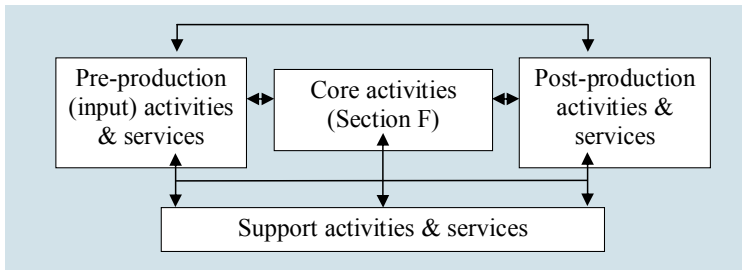 Pre-production
(input) activities
& services
Core activities
(Section F)
Post-production
activities &
services
Support activities & services